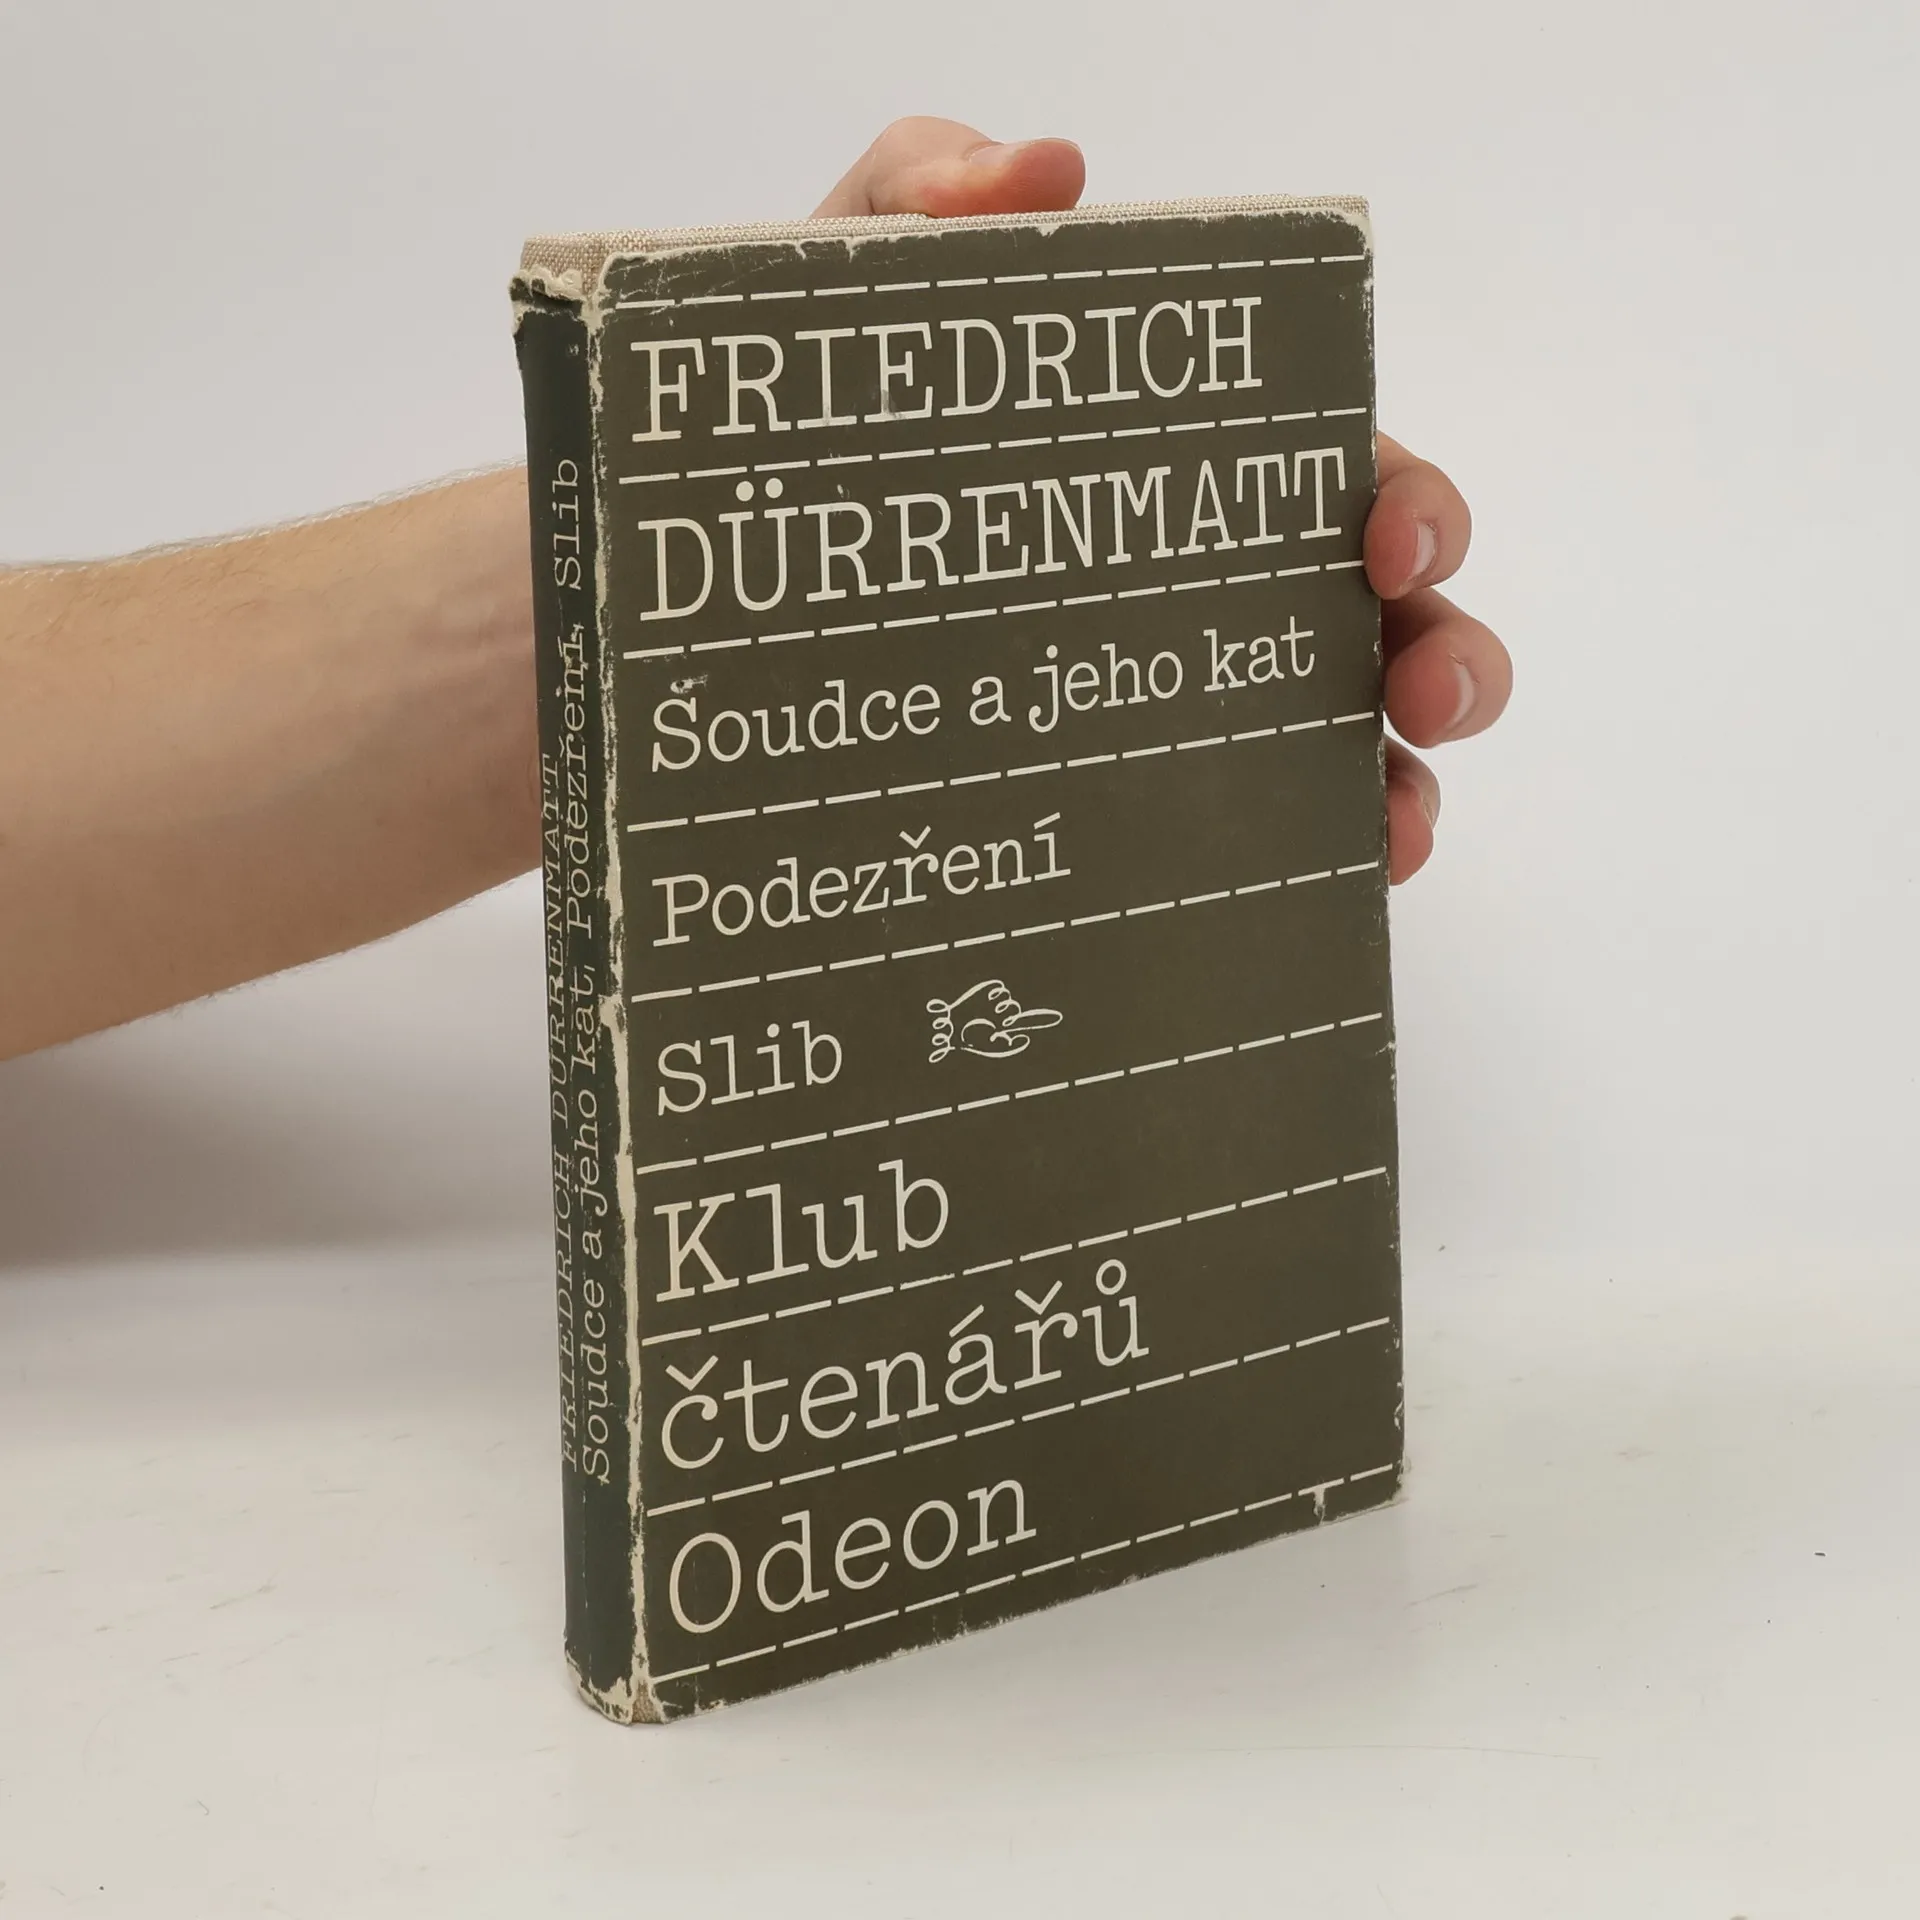 FRIEDRICH
DÜRRENMATT
Soudce a jeho kat
Podezření
Slib
Klub
čtenářů
Odeon
FRIEDRICH DÜRRENMATT
Soudce a jeho kat, Podezření, Slib